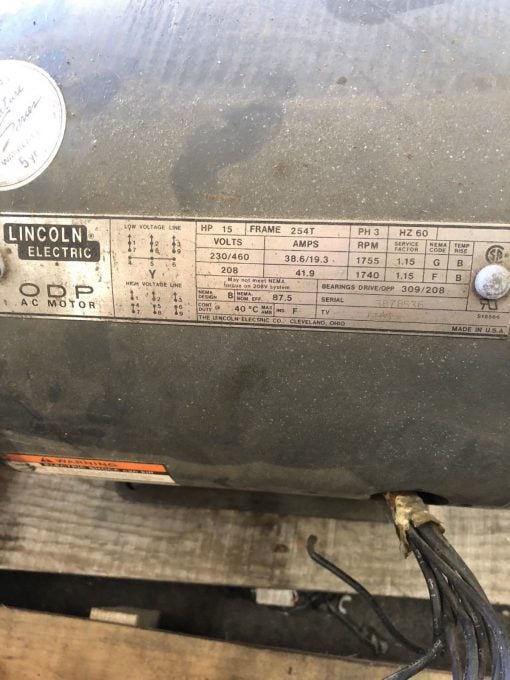 Series
WARRANTY
5 yr.
LINCOLN
ELECTRIC
ODP
AC MOTOR
LOW VOLTAGE LINE
Y
HIGH VOLTAGE LINE
HP 15 FRAME 254T PH 3 HZ 60
VOLTS AMPS RPM SERVICE FACTOR NEMA CODE TEMP RISE
230/460 38.6/19.3 1755 1.15 G B
208 41.9 1740 1.15 F B
May not meet NEMA torque on 208V system
BEARINGS DRIVE/OPP 309/208
NEMA DESIGN B NEMA NOM EFF. 87.5 SERIAL
CONT DUTY 40 °C MAX AMB INS. F TV
THE LINCOLN ELECTRIC CO., CLEVELAND, OHIO MADE IN U.S.A.
WARNING